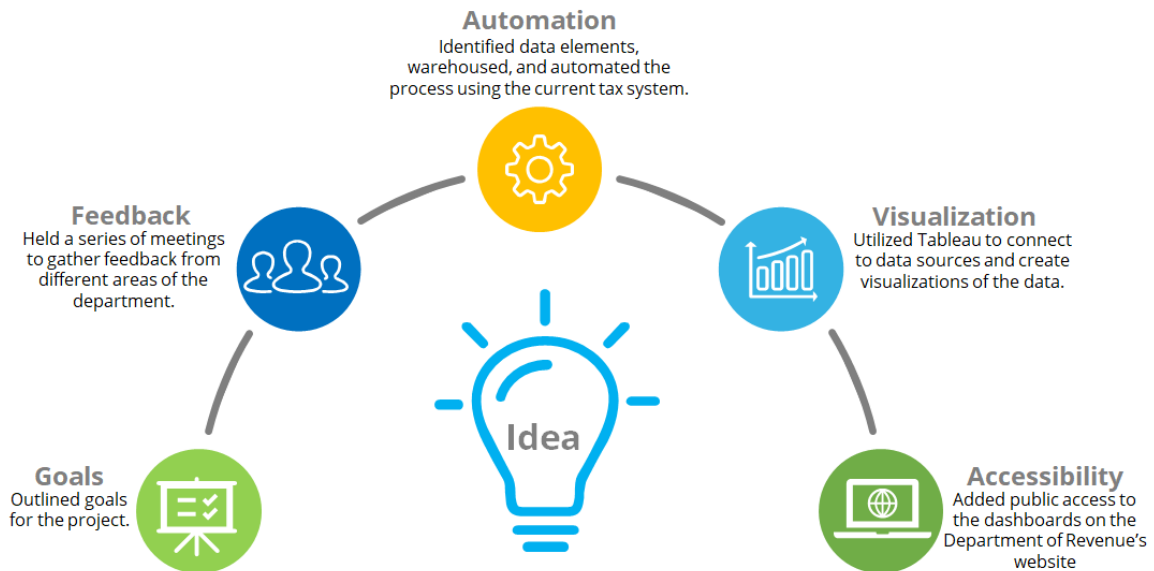 Automation
Identified data elements,
warehoused, and automated the
process using the current tax system.
Feedback
Held a series of meetings
to gather feedback from
different areas of the
department.
Visualization
Utilized Tableau to connect
to data sources and create
visualizations of the data.
Idea
Goals
Outlined goals
for the project.
Accessibility
Added public access to
the dashboards on the
Department of Revenue’s
website